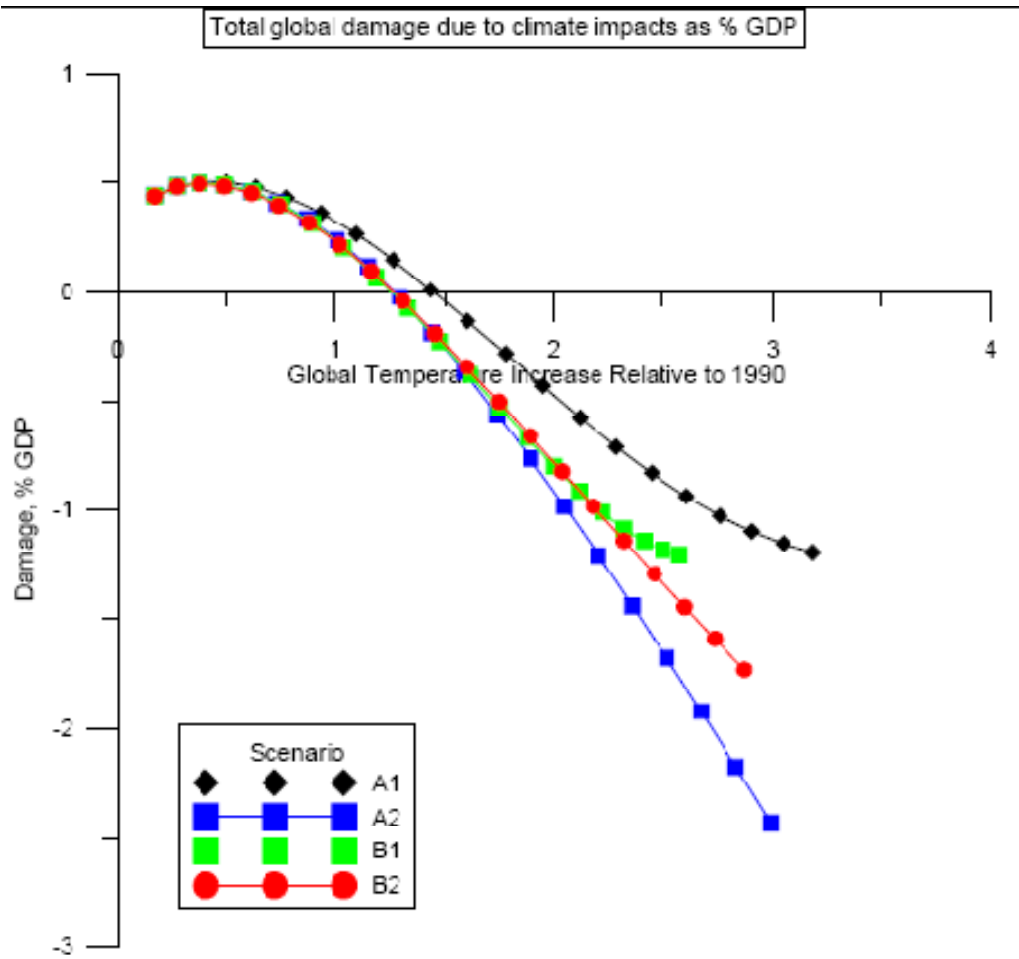 Total global damage due to climate impacts as % GDP
1
0
0
1
2
3
4
Global Temperature Increase Relative to 1990
Damage, % GDP
-1
-2
-3
Scenario
A1
A2
B1
B2